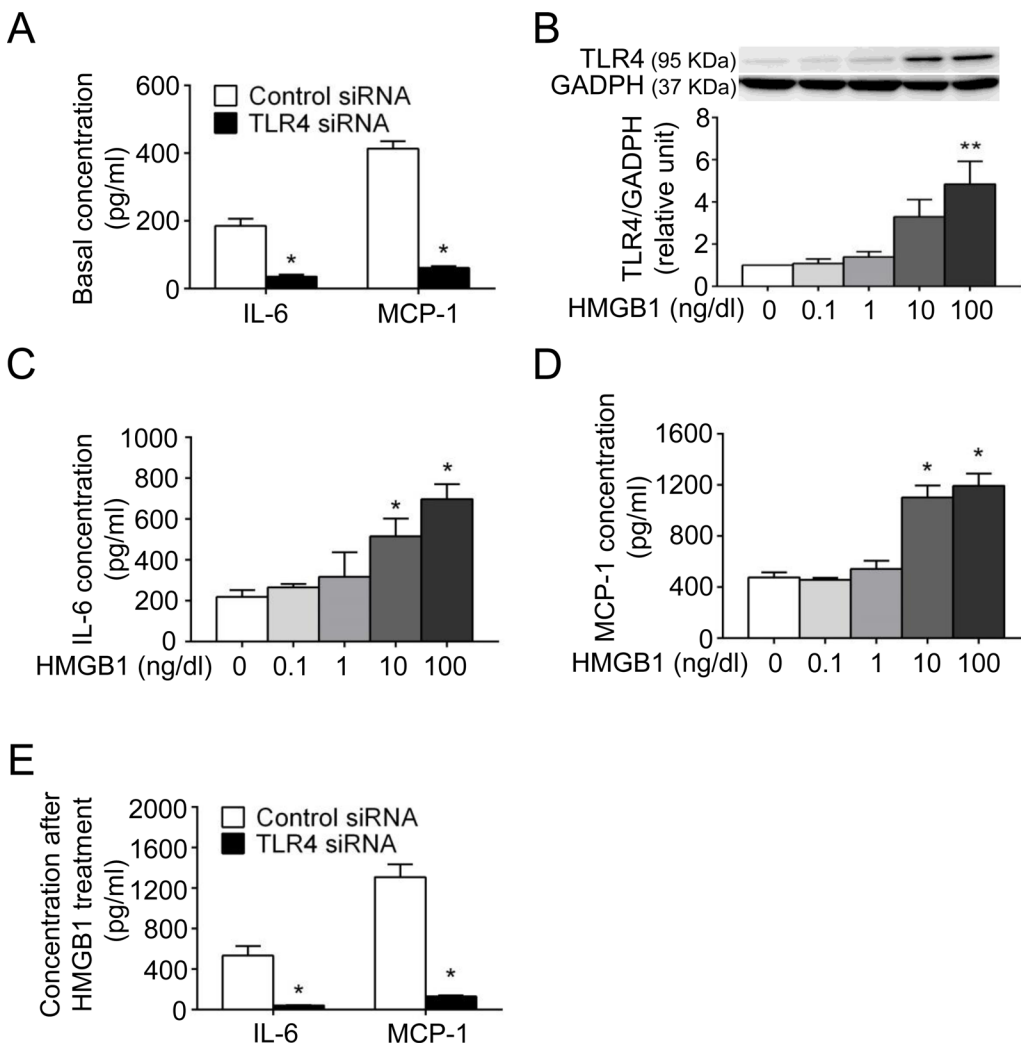 A
Basal concentration
(pg/ml)
600
400
200
0
Control siRNA
TLR4 siRNA
*
*
IL-6
MCP-1
B
TLR4 (95 KDa)
GADPH (37 KDa)
TLR4/GADPH
(relative unit)
8
6
4
2
0
**
HMGB1 (ng/dl) 0 0.1 1 10 100
C
IL-6 concentration
(pg/ml)
1000
800
600
400
200
0
*
*
HMGB1 (ng/dl) 0 0.1 1 10 100
D
MCP-1 concentration
(pg/ml)
1600
1200
800
400
0
*
*
HMGB1 (ng/dl) 0 0.1 1 10 100
E
Concentration after
HMGB1 treatment
(pg/ml)
2000
1600
1200
800
400
0
Control siRNA
TLR4 siRNA
*
*
IL-6
MCP-1